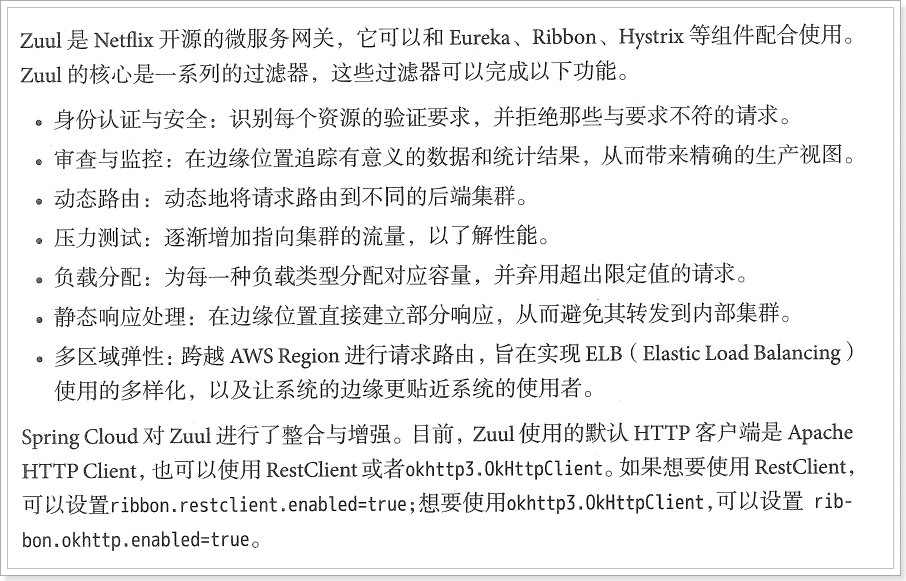 Zuul 是 Netflix 开源的微服务网关，它可以和 Eureka、Ribbon、Hystrix 等组件配合使用。
Zuul 的核心是一系列的过滤器，这些过滤器可以完成以下功能。
• 身份认证与安全：识别每个资源的验证要求，并拒绝那些与要求不符的请求。
• 审查与监控：在边缘位置追踪有意义的数据和统计结果，从而带来精确的生产视图。
• 动态路由：动态地将请求路由到不同的后端集群。
• 压力测试：逐渐增加指向集群的流量，以了解性能。
• 负载分配：为每一种负载类型分配对应容量，并弃用超出限定值的请求。
• 静态响应处理：在边缘位置直接建立部分响应，从而避免其转发到内部集群。
• 多区域弹性：跨越 AWS Region 进行请求路由，旨在实现 ELB（Elastic Load Balancing）
使用的多样化，以及让系统的边缘更贴近系统的使用者。
Spring Cloud 对 Zuul 进行了整合与增强。目前，Zuul 使用的默认 HTTP 客户端是 Apache
HTTP Client，也可以使用 RestClient 或者okhttp3.OkHttpClient。如果想要使用 RestClient，
可以设置ribbon.restclient.enabled=true;想要使用okhttp3.OkHttpClient,可以设置 rib-
bon.okhttp.enabled=true。